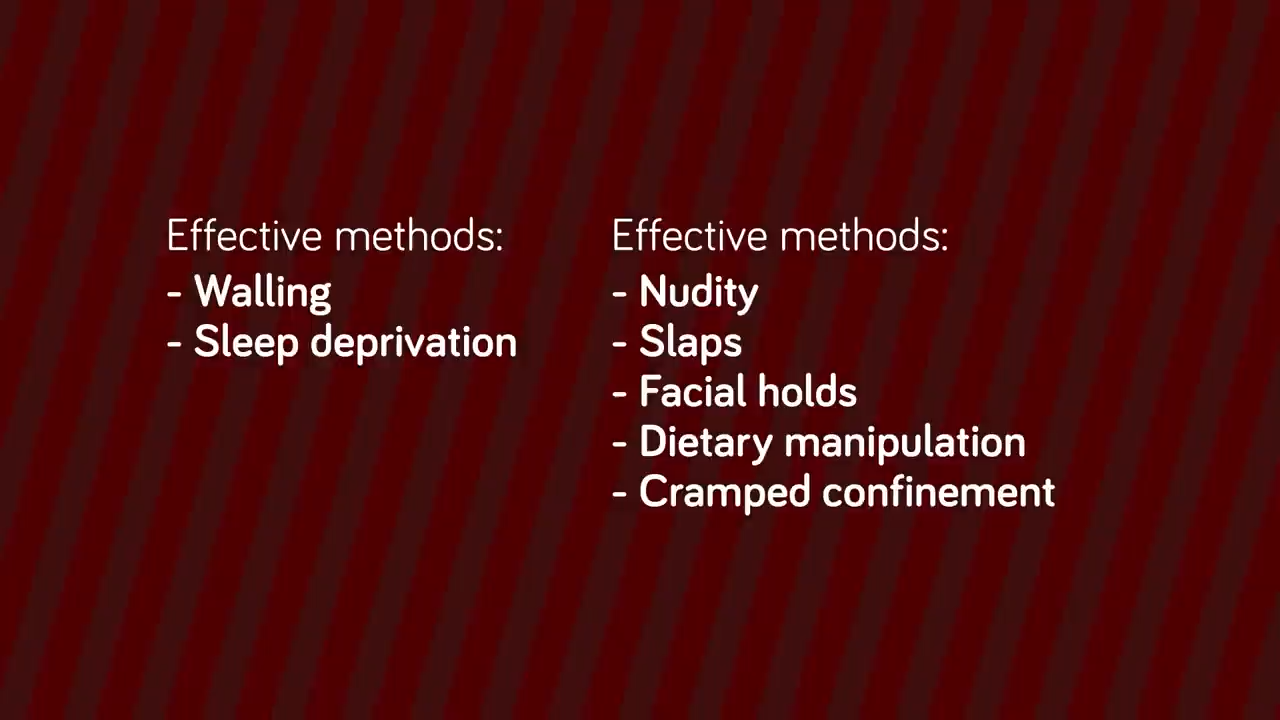 Effective methods:
- Walling
- Sleep deprivation
Effective methods:
- Nudity
- Slaps
- Facial holds
- Dietary manipulation
- Cramped confinement